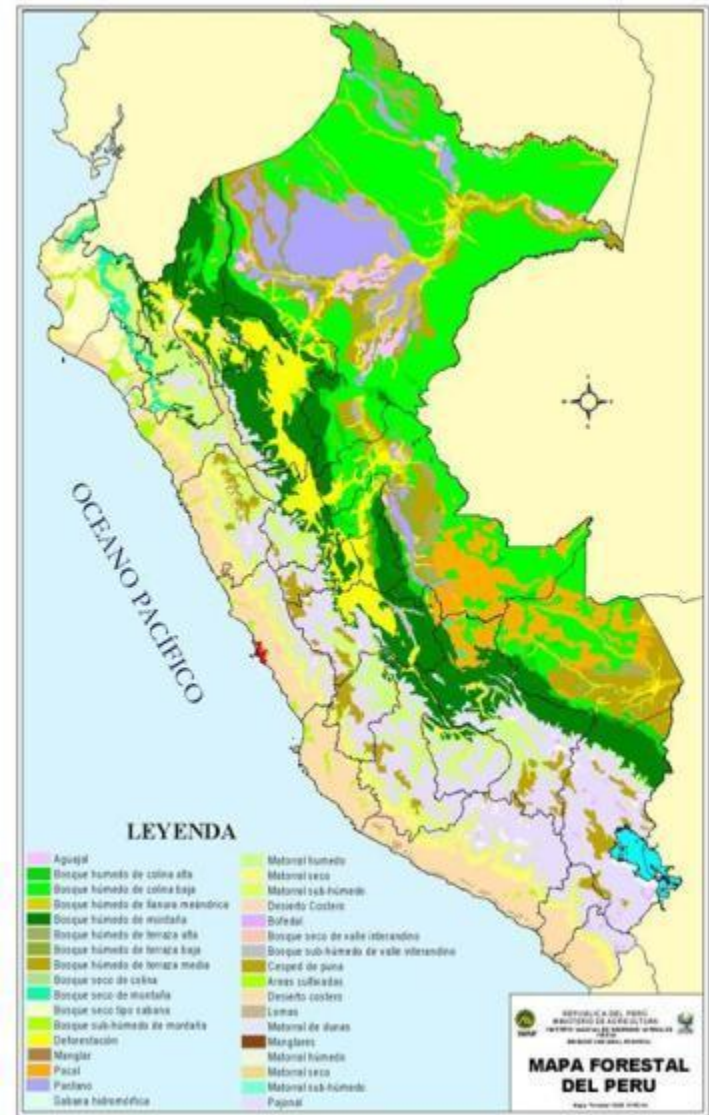 OCEANO PACÍFICO
LEYENDA
Aguajal
Bosque humedo de colina alta
Bosque húmedo de colina baja
Bosque húmedo de llanura meándrica
Bosque húmedo de montaña
Bosque húmedo de terraza alta
Bosque húmedo de terraza baja
Bosque húmedo de terraza media
Bosque seco de colina
Bosque seco de montaña
Bosque seco tipo sabana
Bosque sub-húmedo de montaña
Deforestación
Manglar
Pacal
Pantano
Sabana hidromórfica
Matorral humedo
Matorral seco
Matorral sub-húmedo
Desierto Costero
Bofedal
Bosque seco de valle interandino
Bosque sub-húmedo de valle interandino
Cesped de puna
Areas cultivadas
Desierto costero
Lomas
Matorral de dunas
Manglares
Matorral húmedo
Matorral seco
Matorral sub-húmedo
Pajonal
REPUBLICA DEL PERÚ
MINISTERIO DE AGRICULTURA
MAPA FORESTAL
DEL PERU